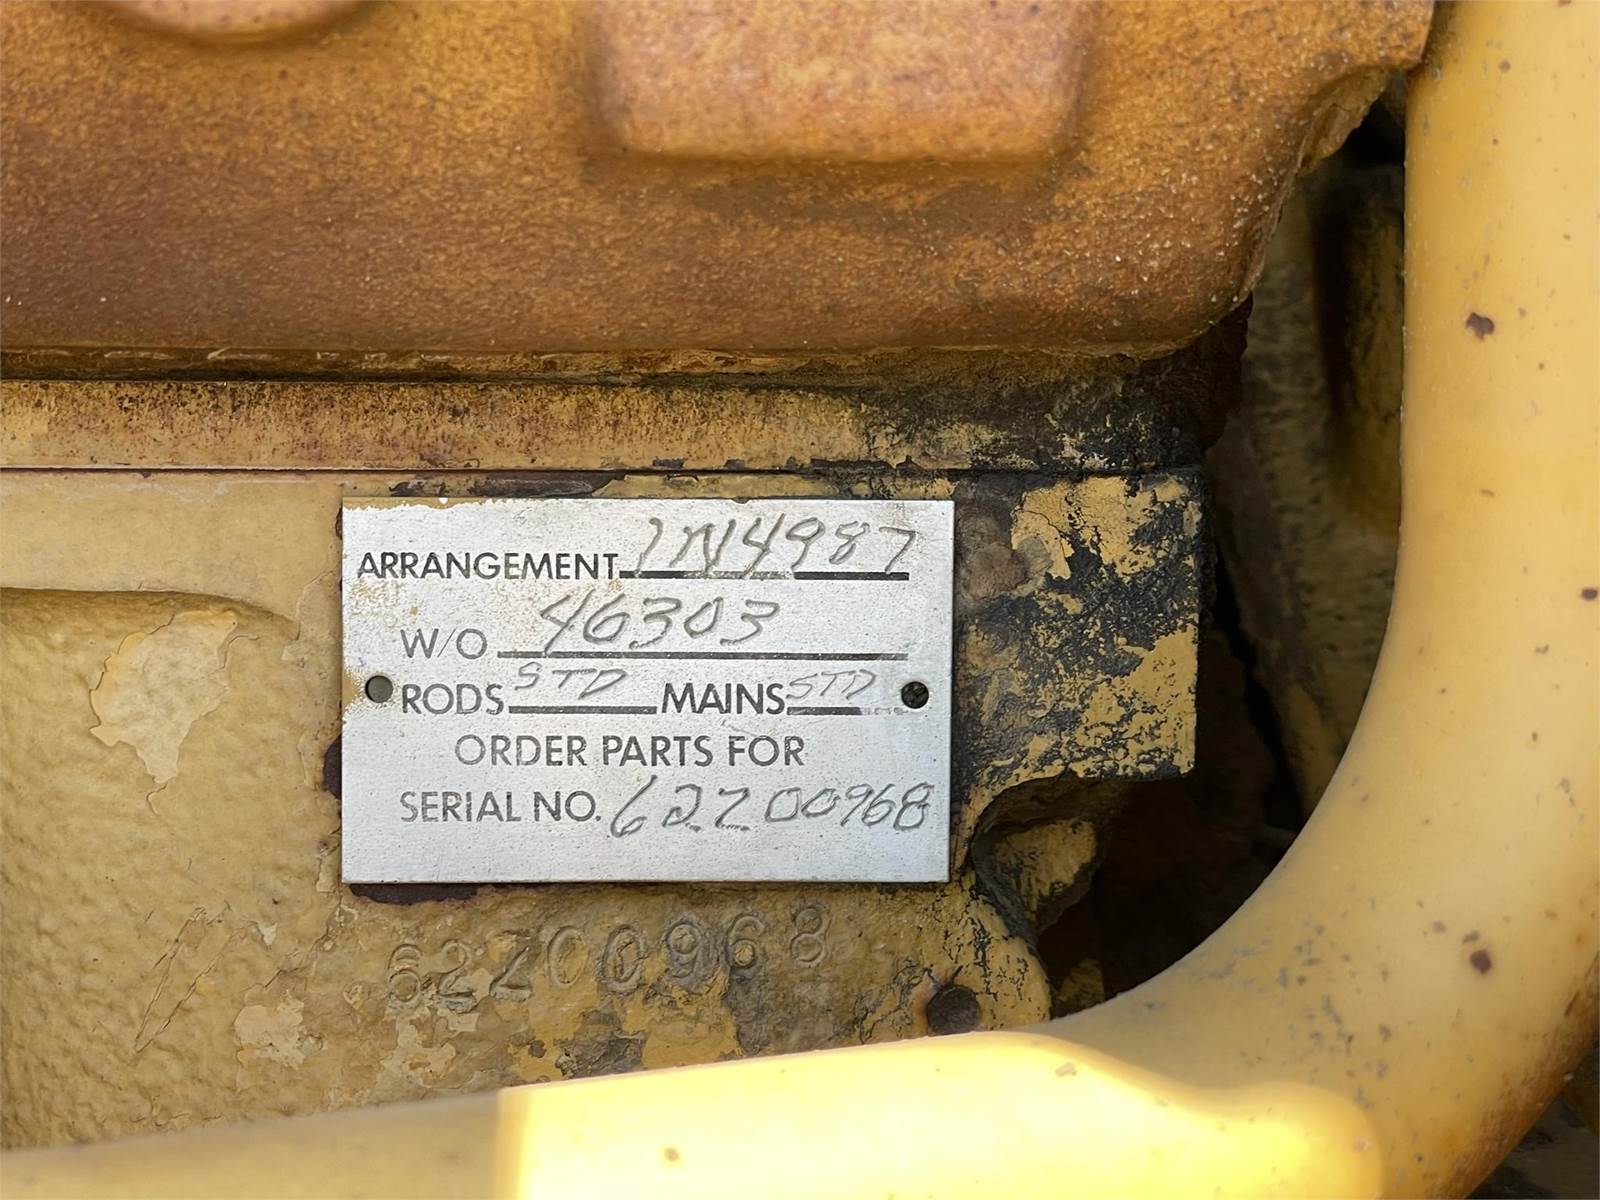 ARRANGEMENT 1N4987
W/O 46303
RODS STD MAINS STD
ORDER PARTS FOR
SERIAL NO. 62Z00968
62Z00968